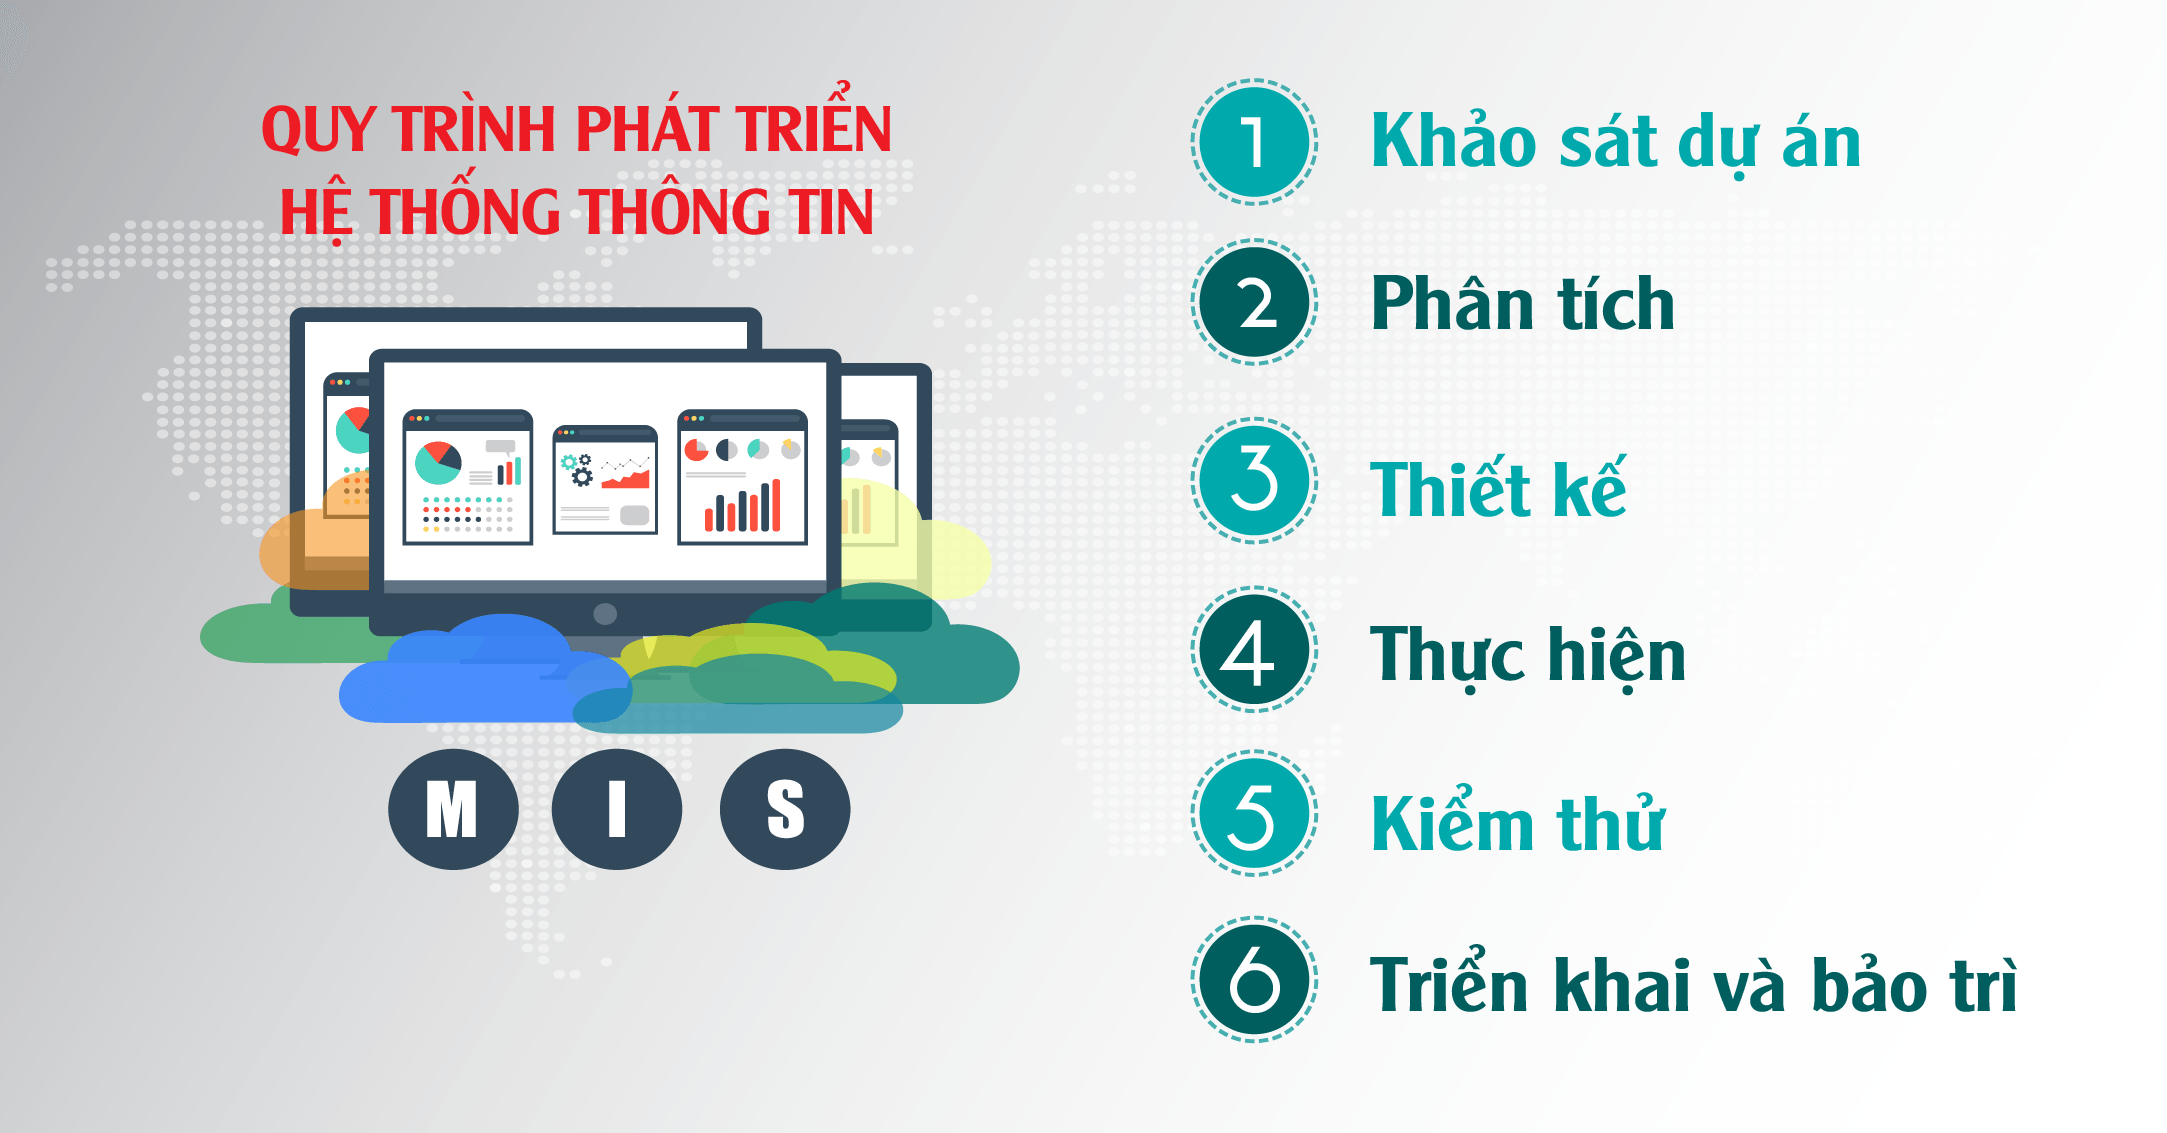 QUY TRÌNH PHÁT TRIỂN
HỆ THỐNG THÔNG TIN
M I S
1 Khảo sát dự án
2 Phân tích
3 Thiết kế
4 Thực hiện
5 Kiểm thử
6 Triển khai và bảo trì